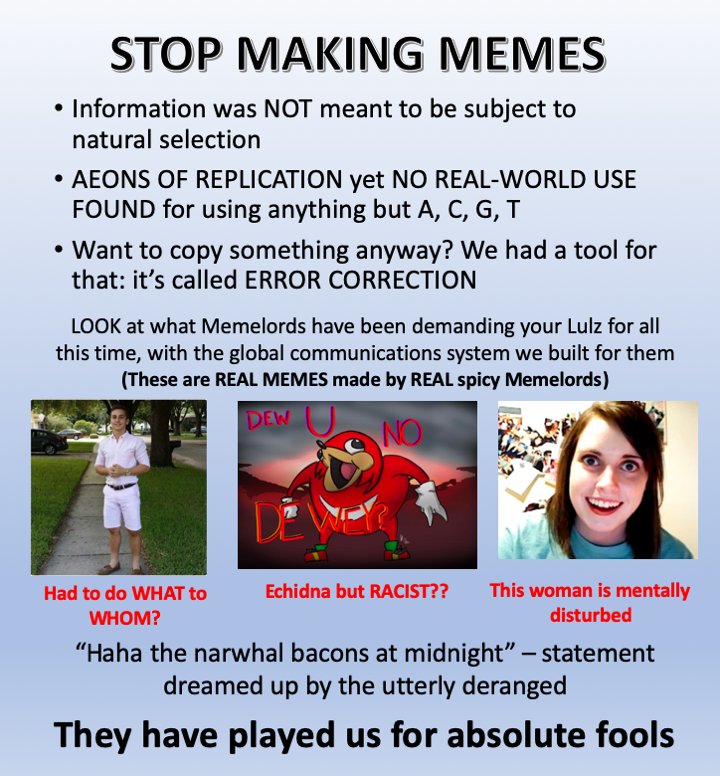 STOP MAKING MEMES
• Information was NOT meant to be subject to
natural selection
• AEONS OF REPLICATION yet NO REAL-WORLD USE
FOUND for using anything but A, C, G, T
• Want to copy something anyway? We had a tool for
that: it’s called ERROR CORRECTION
LOOK at what Memelords have been demanding your Lulz for all
this time, with the global communications system we built for them
(These are REAL MEMES made by REAL spicy Memelords)
DEW U NO
DE WEY?
Had to do WHAT to
WHOM?
Echidna but RACIST??
This woman is mentally
disturbed
“Haha the narwhal bacons at midnight” – statement
dreamed up by the utterly deranged
They have played us for absolute fools